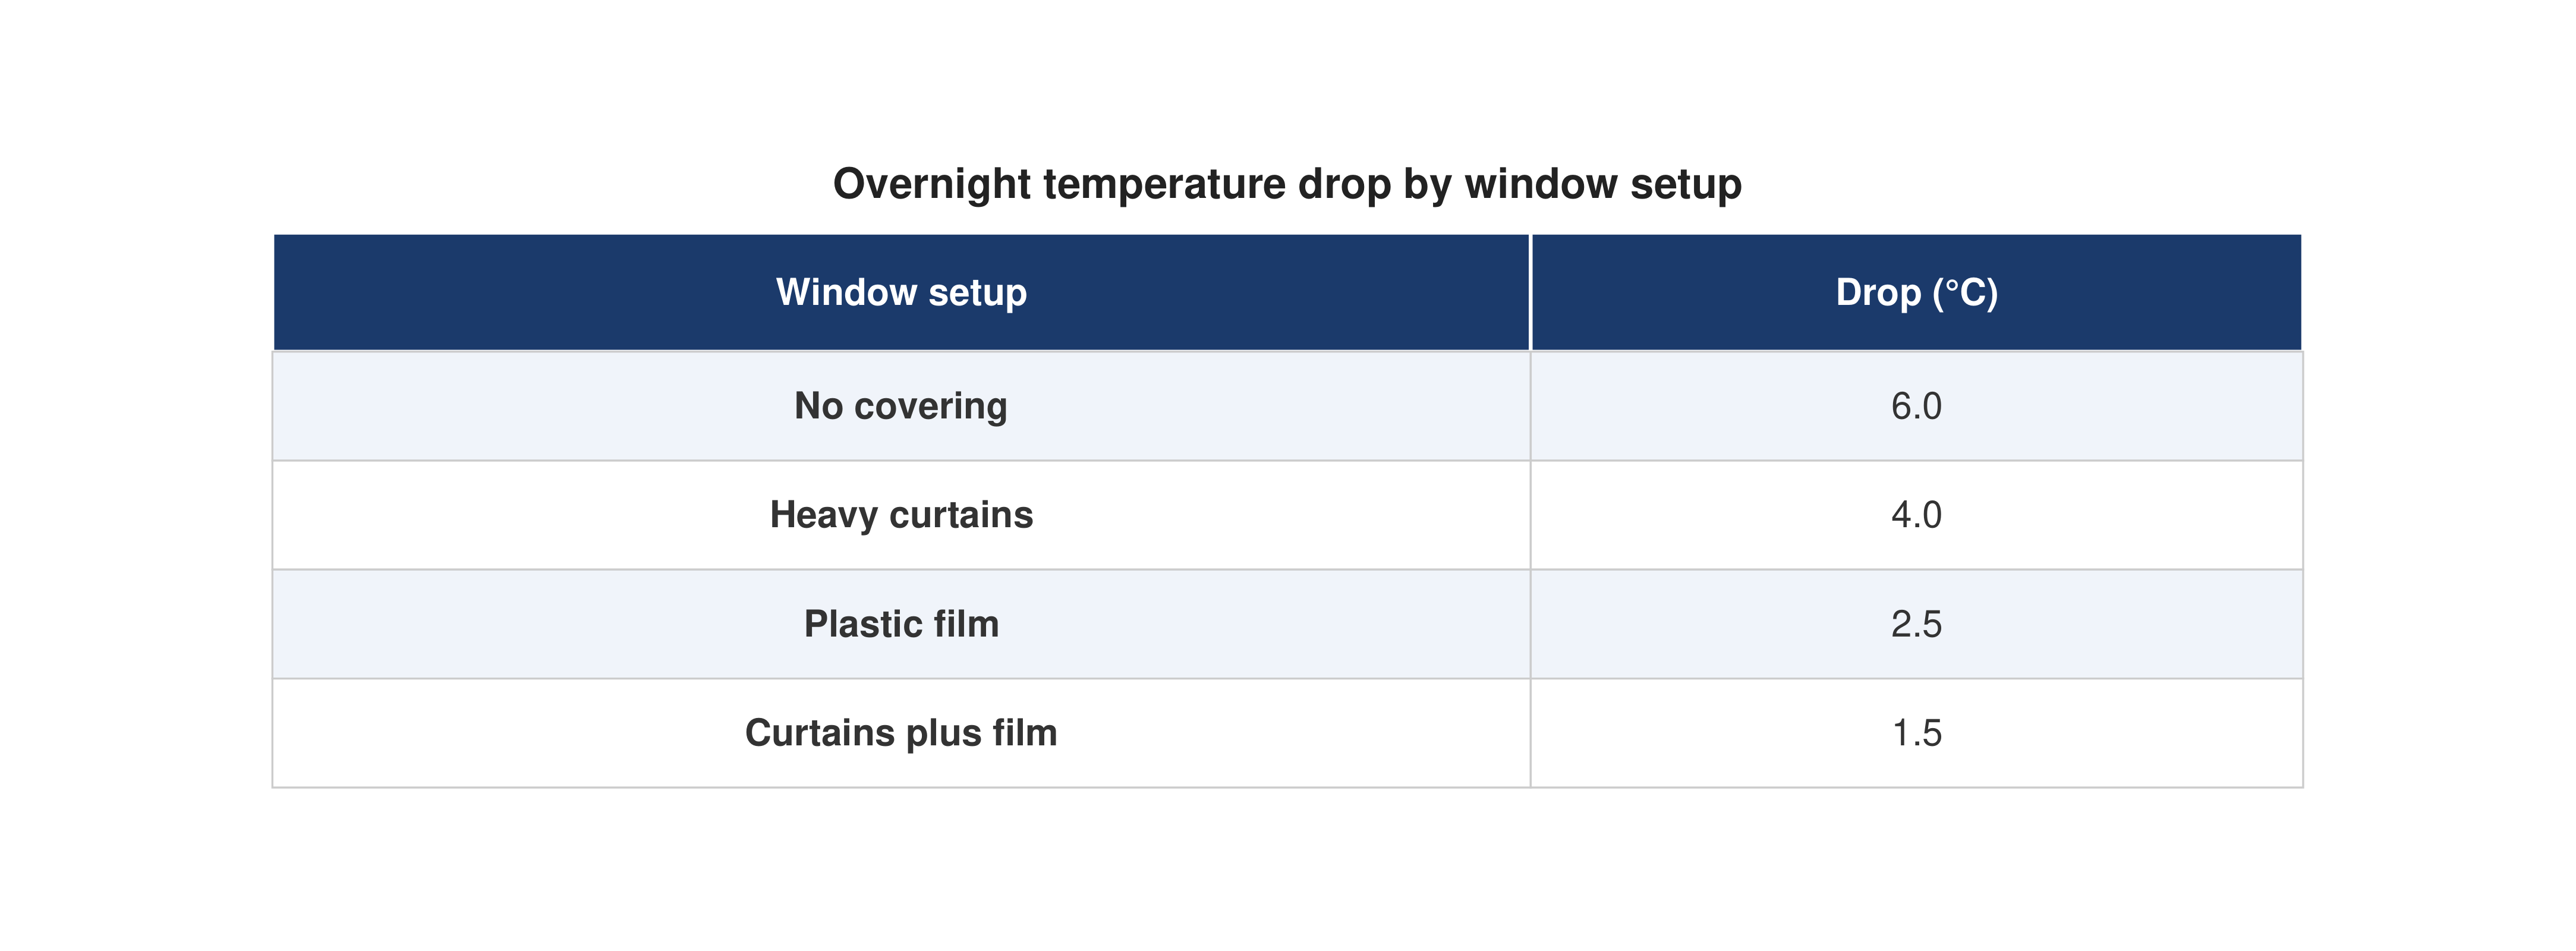 Overnight temperature drop by window setup
Window setup Drop (°C)
No covering 6.0
Heavy curtains 4.0
Plastic film 2.5
Curtains plus film 1.5